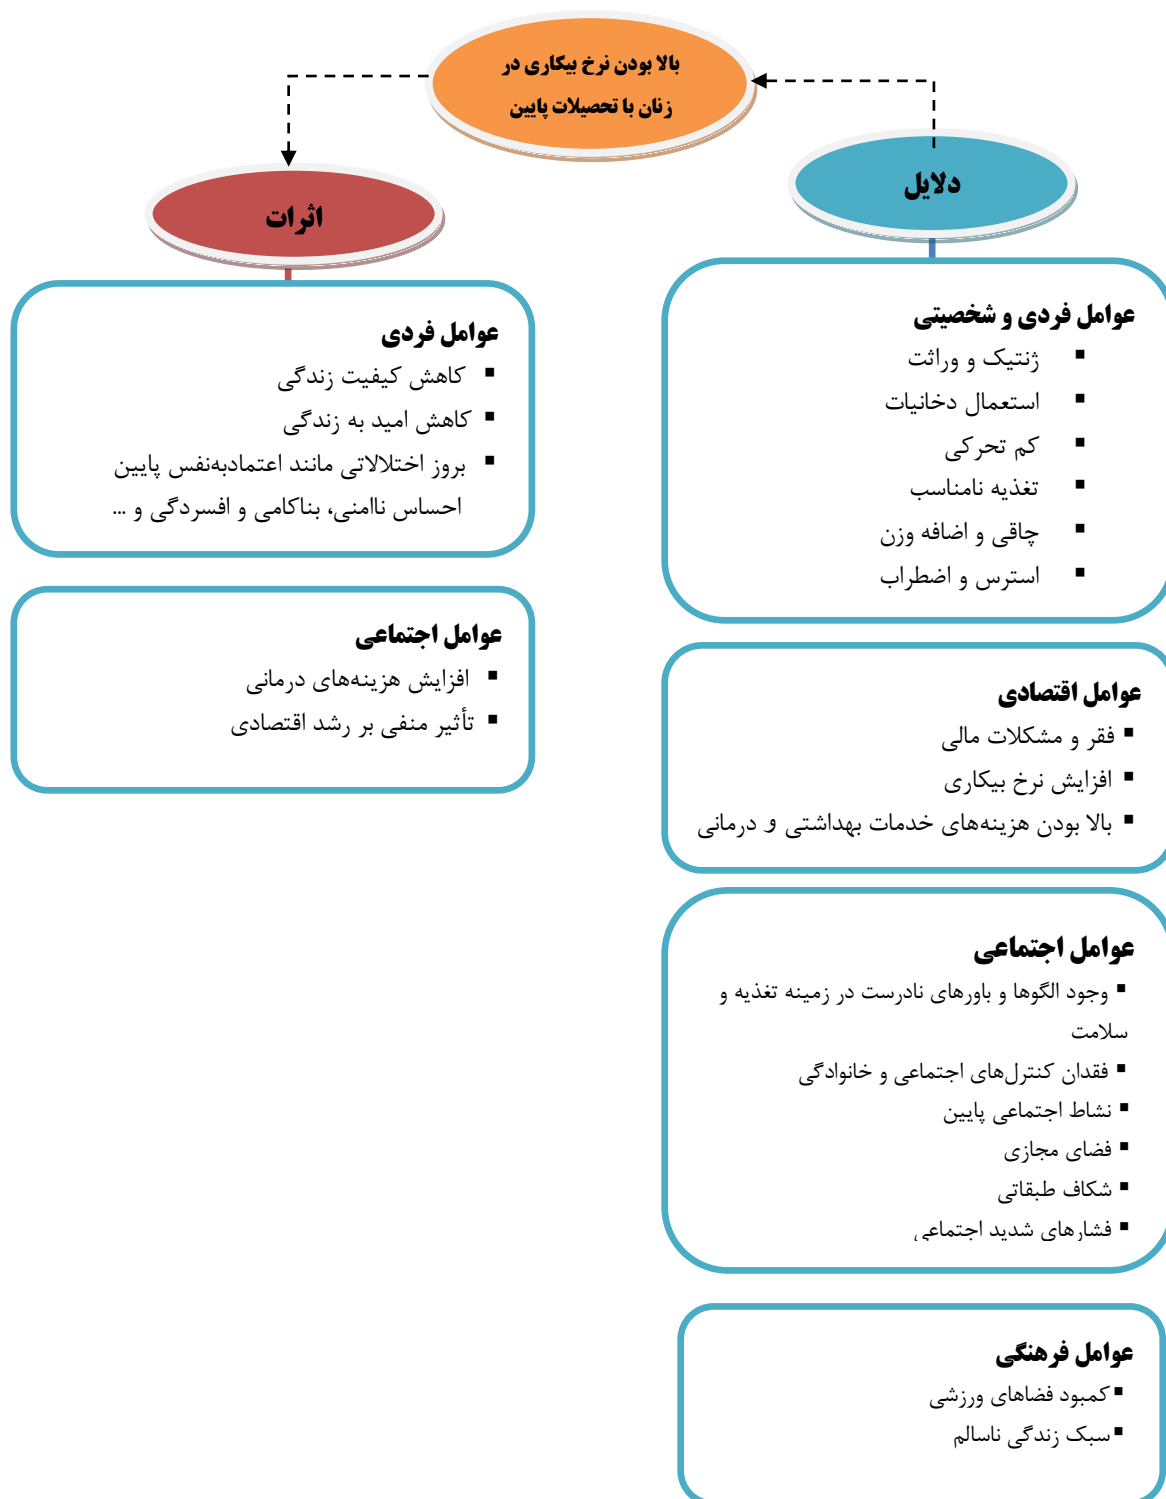 بالا بودن نرخ بیکاری در
زنان با تحصیلات پایین
دلایل
عوامل فردی و شخصیتی
▪ ژنتیک و وراثت
▪ استعمال دخانیات
▪ کم تحرکی
▪ تغذیه نامناسب
▪ چاقی و اضافه وزن
▪ استرس و اضطراب
عوامل اقتصادی
▪ فقر و مشکلات مالی
▪ افزایش نرخ بیکاری
▪ بالا بودن هزینه‌های خدمات بهداشتی و درمانی
عوامل اجتماعی
▪ وجود الگوها و باورهای نادرست در زمینه تغذیه و
سلامت
▪ فقدان کنترل‌های اجتماعی و خانوادگی
▪ نشاط اجتماعی پایین
▪ فضای مجازی
▪ شکاف طبقاتی
▪ فشارهای شدید اجتماعی
عوامل فرهنگی
▪ کمبود فضاهای ورزشی
▪ سبک زندگی ناسالم
اثرات
عوامل فردی
▪ کاهش کیفیت زندگی
▪ کاهش امید به زندگی
▪ بروز اختلالاتی مانند اعتمادبه‌نفس پایین
احساس ناامنی، بناکامی و افسردگی و ...
عوامل اجتماعی
▪ افزایش هزینه‌های درمانی
▪ تأثیر منفی بر رشد اقتصادی